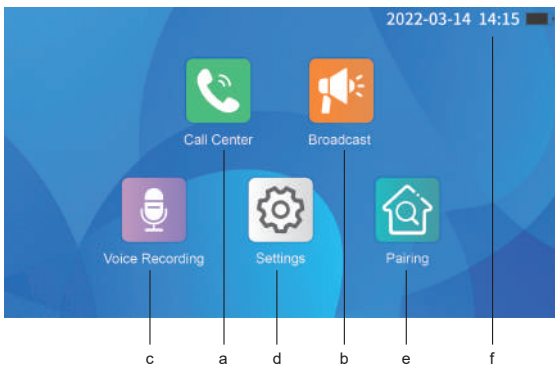 2022-03-14 14:15
Call Center Broadcast
Voice Recording Settings Pairing
c a d b e f